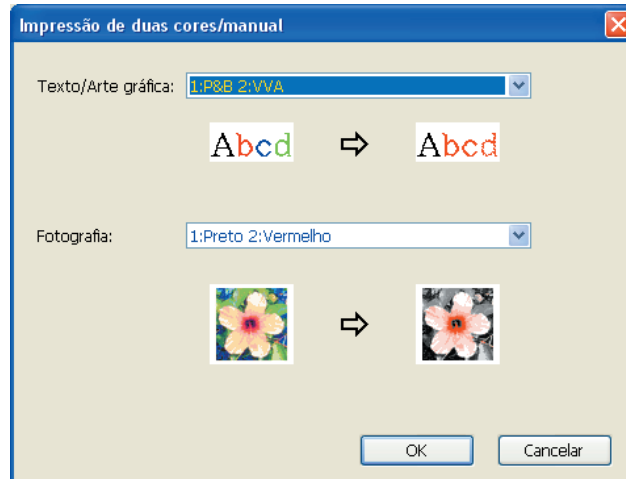 Impressão de duas cores/manual
Texto/Arte gráfica: 1:P&B 2:VVA
Abcd ⇨ Abcd
Fotografia: 1:Preto 2:Vermelho
OK Cancelar